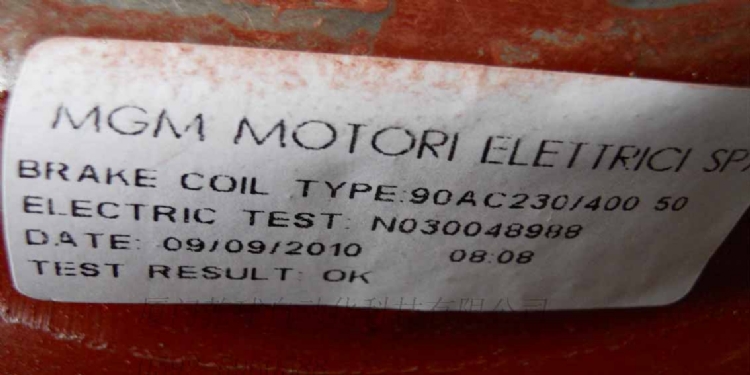 MGM MOTORI ELETTRICI SPA
BRAKE COIL TYPE:90AC230/400 50
ELECTRIC TEST: N030048988
DATE: 09/09/2010 08:08
TEST RESULT: OK